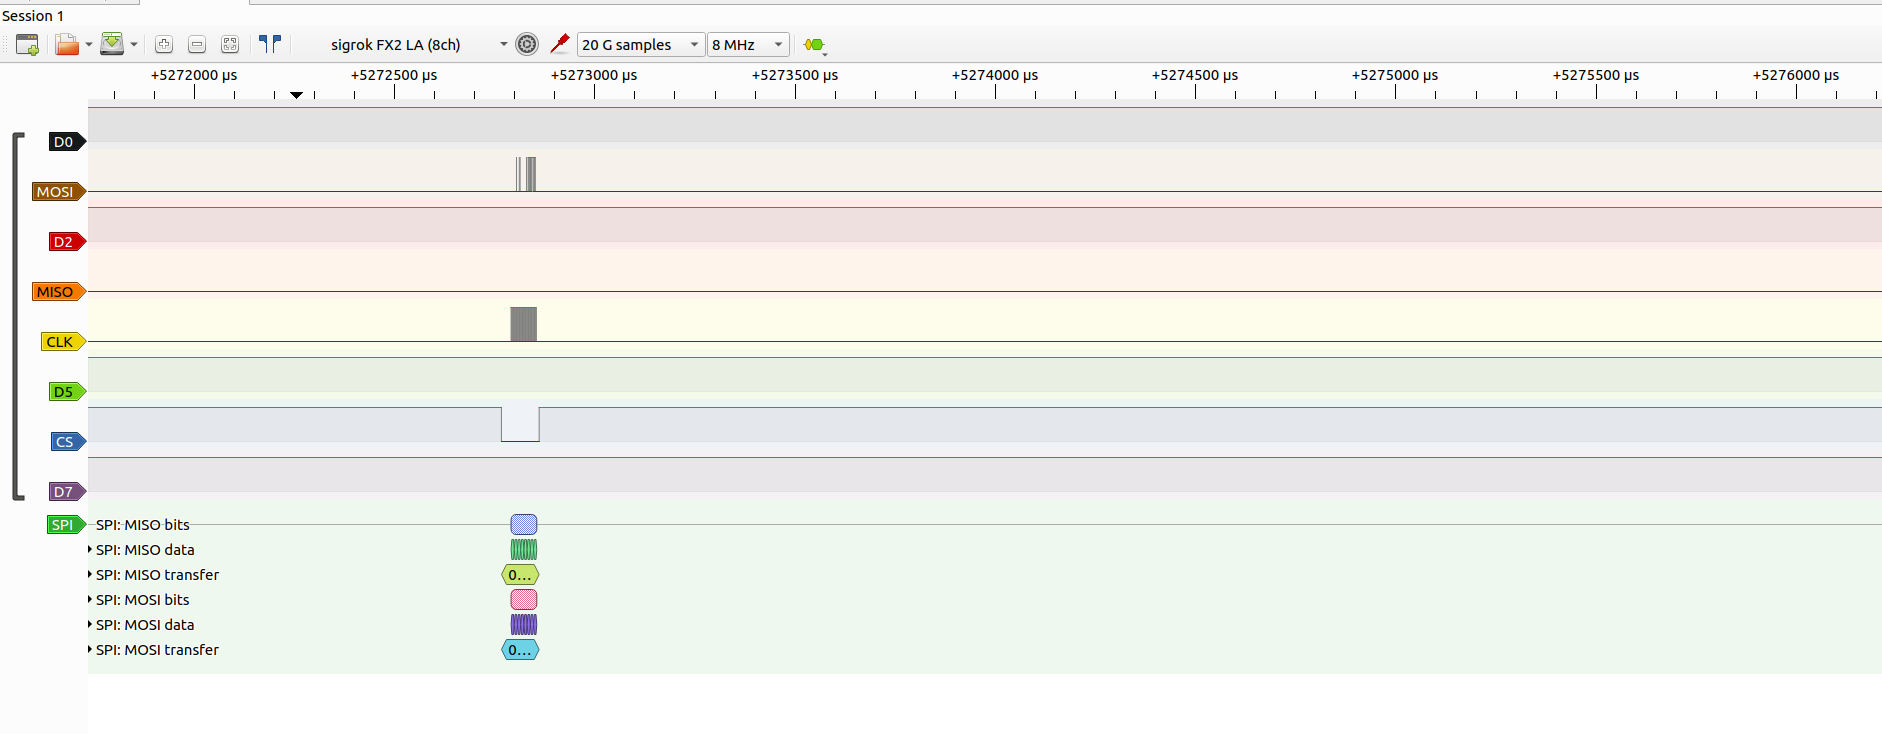 Session 1
sigrok FX2 LA (8ch) 20 G samples 8 MHz
+5272000 µs +5272500 µs +5273000 µs +5273500 µs +5274000 µs +5274500 µs +5275000 µs +5275500 µs +5276000 µs
D0
MOSI
D2
MISO
CLK
D5
CS
D7
SPI SPI: MISO bits
SPI: MISO data
SPI: MISO transfer 0...
SPI: MOSI bits
SPI: MOSI data
SPI: MOSI transfer 0...